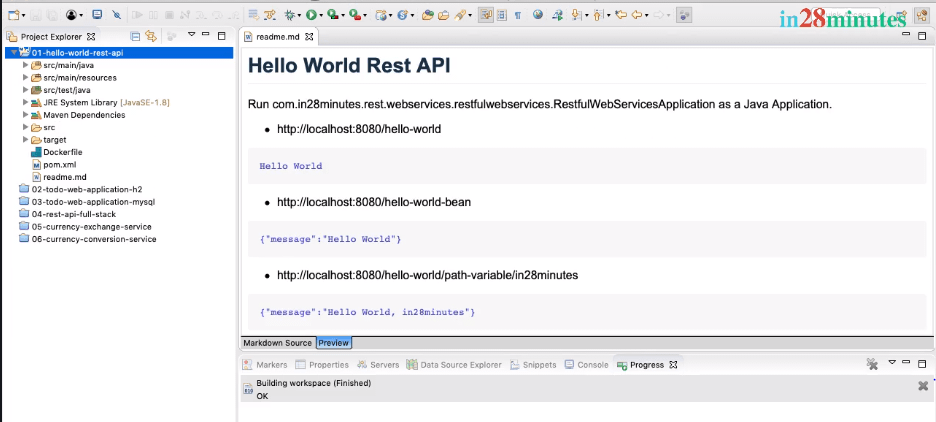 in28minutes
Project Explorer
01-hello-world-rest-api
src/main/java
src/main/resources
src/test/java
JRE System Library [JavaSE-1.8]
Maven Dependencies
src
target
Dockerfile
pom.xml
readme.md
02-todo-web-application-h2
03-todo-web-application-mysql
04-rest-api-full-stack
05-currency-exchange-service
06-currency-conversion-service
readme.md
Hello World Rest API
Run com.in28minutes.rest.webservices.restfulwebservices.RestfulWebServicesApplication as a Java Application.
• http://localhost:8080/hello-world
Hello World
• http://localhost:8080/hello-world-bean
{"message":"Hello World"}
• http://localhost:8080/hello-world/path-variable/in28minutes
{"message":"Hello World, in28minutes"}
Markdown Source Preview
Markers Properties Servers Data Source Explorer Snippets Console Progress
Building workspace (Finished)
OK